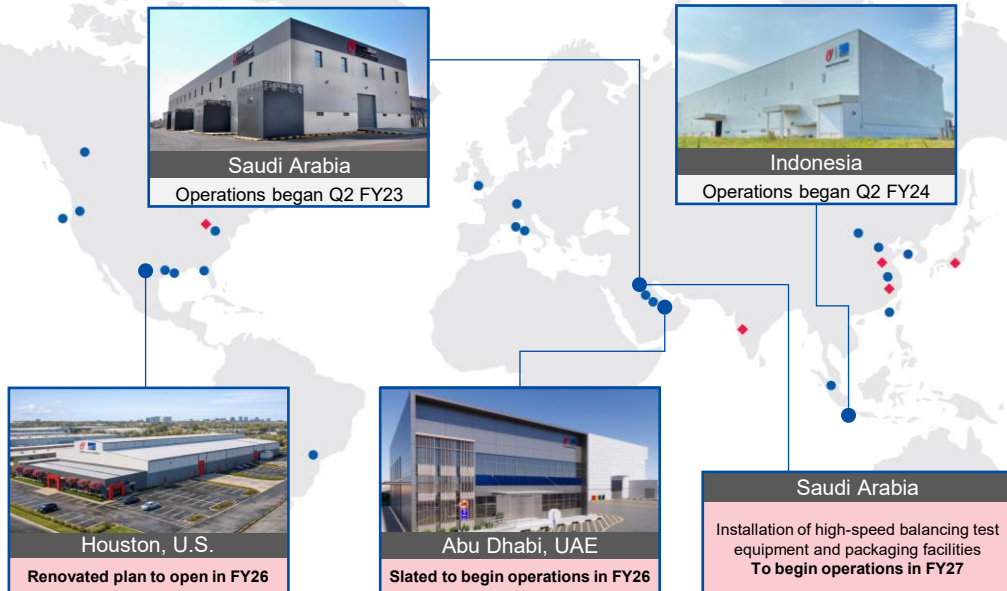 Saudi Arabia
Operations began Q2 FY23
Indonesia
Operations began Q2 FY24
Houston, U.S.
Renovated plan to open in FY26
Abu Dhabi, UAE
Slated to begin operations in FY26
Saudi Arabia
Installation of high-speed balancing test
equipment and packaging facilities
To begin operations in FY27